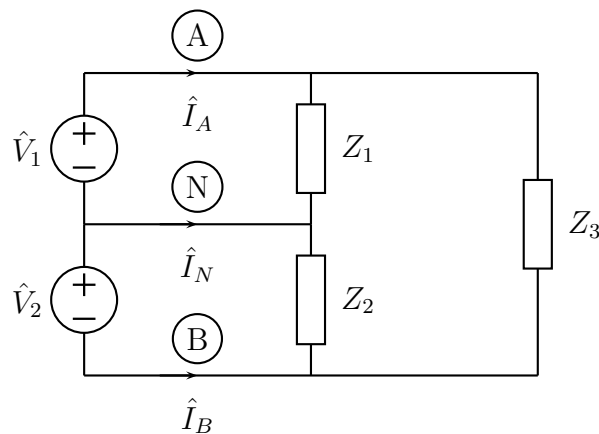 A
Î_A
+
V̂_1
−
Z_1
N
Z_3
Î_N
+
V̂_2
−
Z_2
B
Î_B